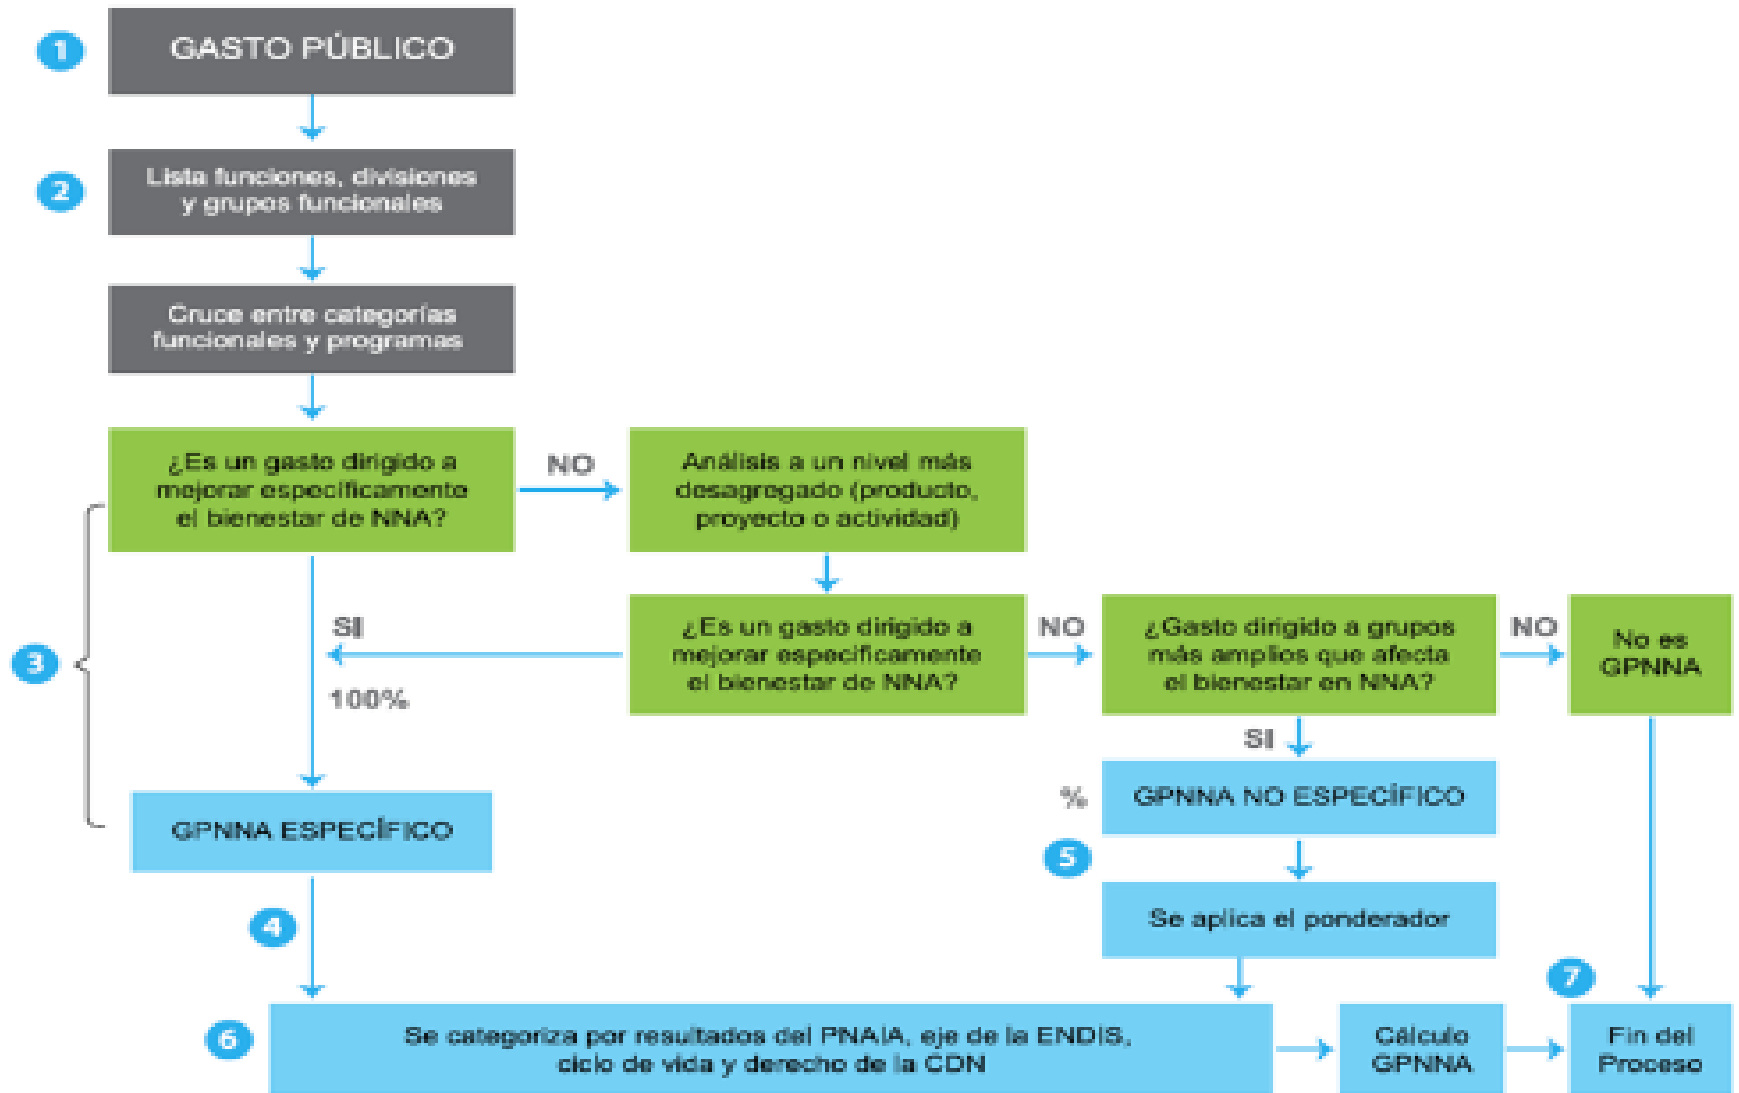 1
GASTO PÚBLICO
2
Lista funciones, divisiones
y grupos funcionales
Cruce entre categorías
funcionales y programas
¿Es un gasto dirigido a
mejorar específicamente
el bienestar de NNA?
NO
Análisis a un nivel más
desagregado (producto,
proyecto o actividad)
3
SI
100%
¿Es un gasto dirigido a
mejorar específicamente
el bienestar de NNA?
NO
¿Gasto dirigido a grupos
más amplios que afecta
el bienestar en NNA?
NO
No es
GPNNA
SI
%
GPNNA NO ESPECÍFICO
GPNNA ESPECÍFICO
5
Se aplica el ponderador
4
7
6
Se categoriza por resultados del PNAIA, eje de la ENDIS,
ciclo de vida y derecho de la CDN
Cálculo
GPNNA
Fin del
Proceso